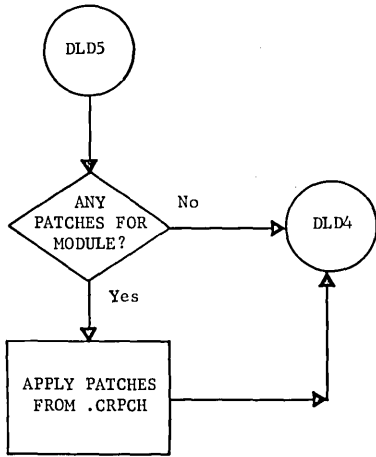 DLD5
ANY
PATCHES FOR
MODULE?
No
DLD4
Yes
APPLY PATCHES
FROM .CRPCH